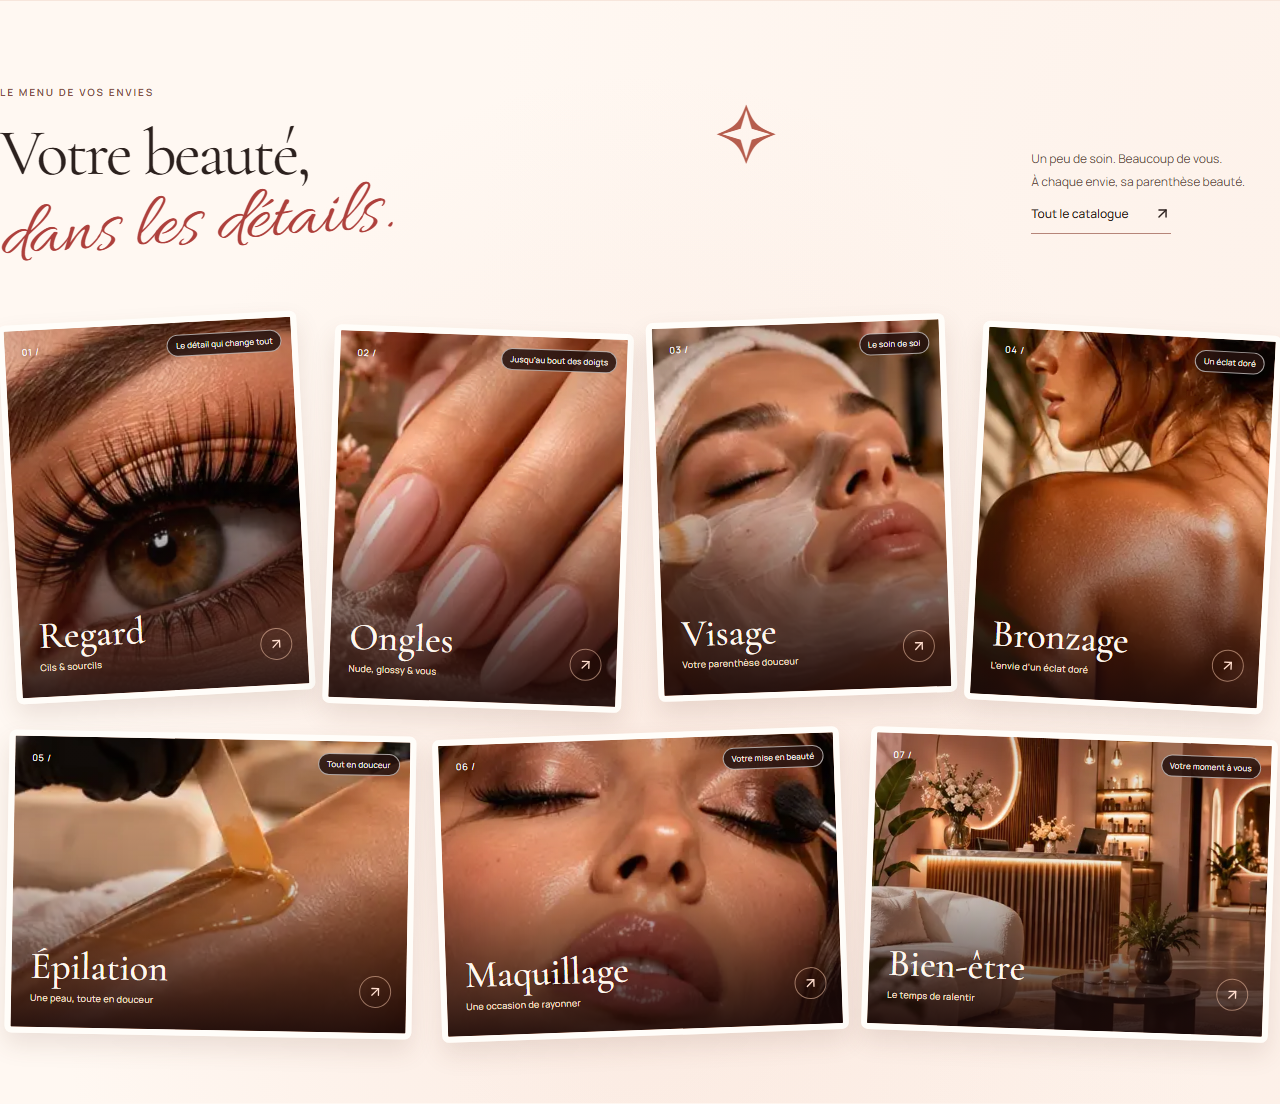 LE MENU DE VOS ENVIES
Votre beauté,
dans les détails.
Un peu de soin. Beaucoup de vous.
À chaque envie, sa parenthèse beauté.
Tout le catalogue
01 /
Le détail qui change tout
Regard
Cils & sourcils
02 /
Jusqu'au bout des doigts
Ongles
Nude, glossy & vous
03 /
Le soin de soi
Visage
Votre parenthèse douceur
04 /
Un éclat doré
Bronzage
L'envie d'un éclat doré
05 /
Tout en douceur
Épilation
Une peau, toute en douceur
06 /
Votre mise en beauté
Maquillage
Une occasion de rayonner
07 /
Votre moment à vous
Bien-être
Le temps de ralentir